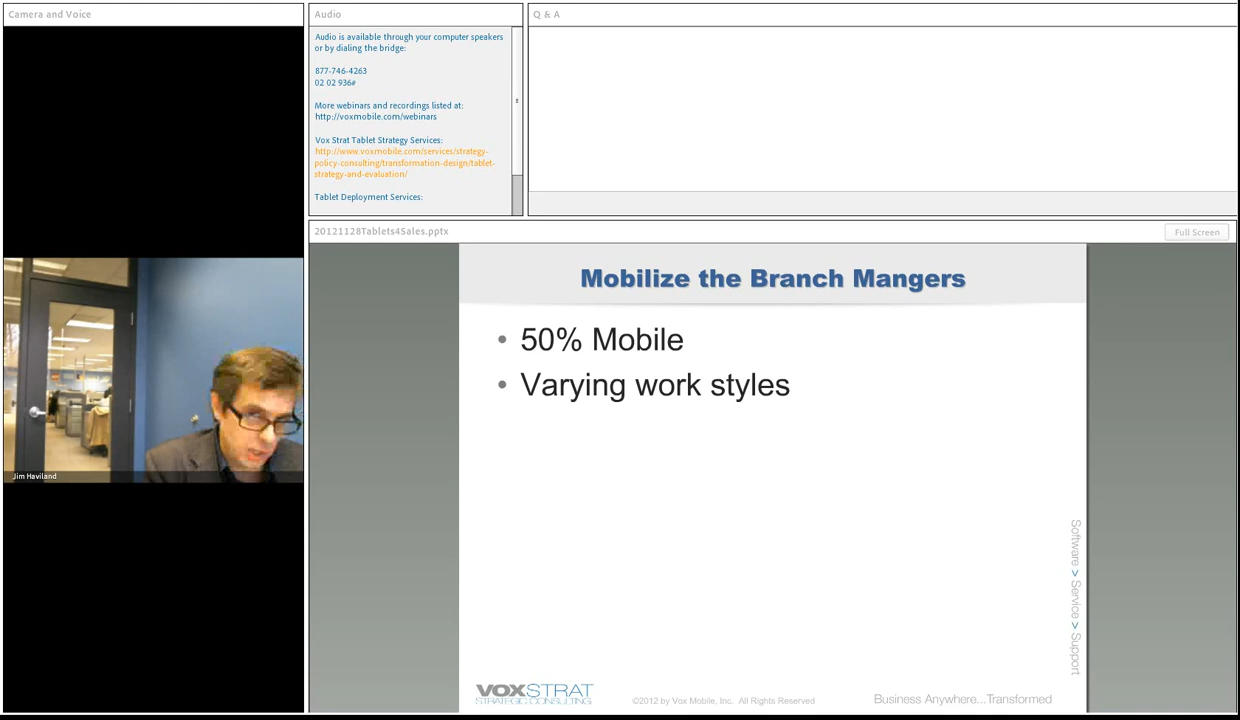 Camera and Voice
Jim Haviland
Audio
Audio is available through your computer speakers
or by dialing the bridge:
877-746-4263
02 02 936#
More webinars and recordings listed at:
http://voxmobile.com/webinars
Vox Strat Tablet Strategy Services:
http://www.voxmobile.com/services/strategy-
policy-consulting/transformation-design/tablet-
strategy-and-evaluation/
Tablet Deployment Services:
Q & A
20121128Tablets4Sales.pptx
Full Screen
Mobilize the Branch Mangers
• 50% Mobile
• Varying work styles
Software > Service > Support
VOXSTRAT
STRATEGIC CONSULTING
©2012 by Vox Mobile, Inc. All Rights Reserved
Business Anywhere...Transformed